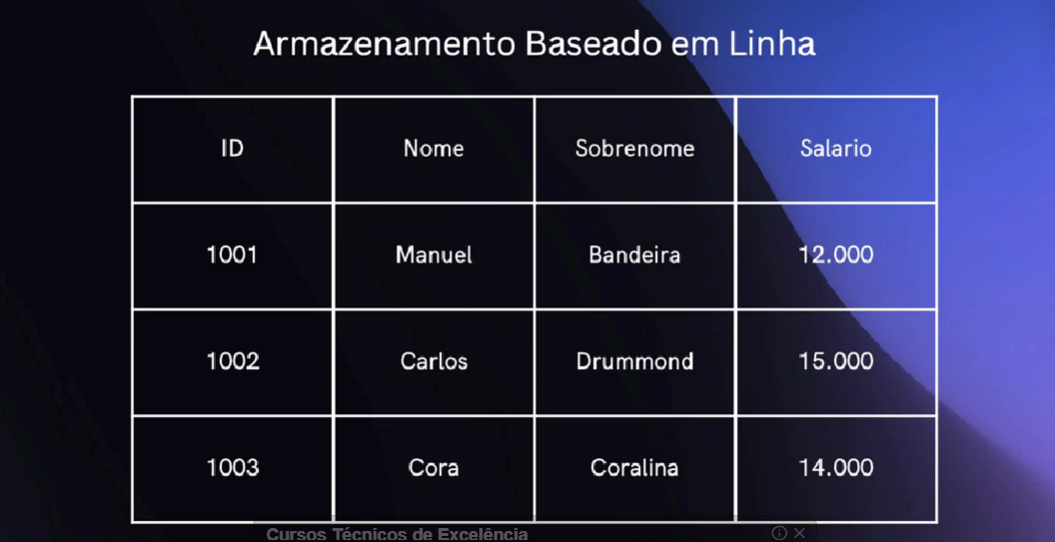 Armazenamento Baseado em Linha
ID Nome Sobrenome Salario
1001 Manuel Bandeira 12.000
1002 Carlos Drummond 15.000
1003 Cora Coralina 14.000
Cursos Técnicos de Excelência